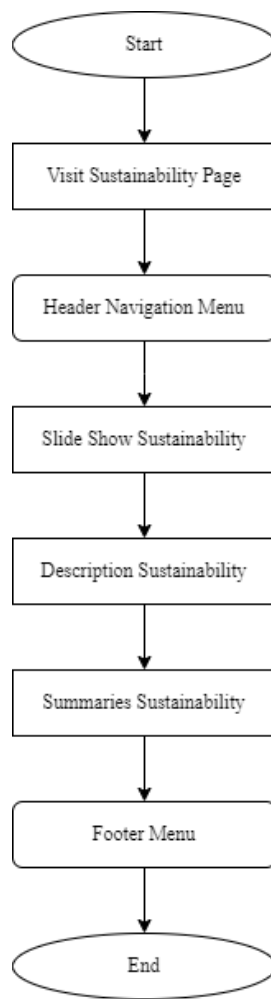 Start
Visit Sustainability Page
Header Navigation Menu
Slide Show Sustainability
Description Sustainability
Summaries Sustainability
Footer Menu
End